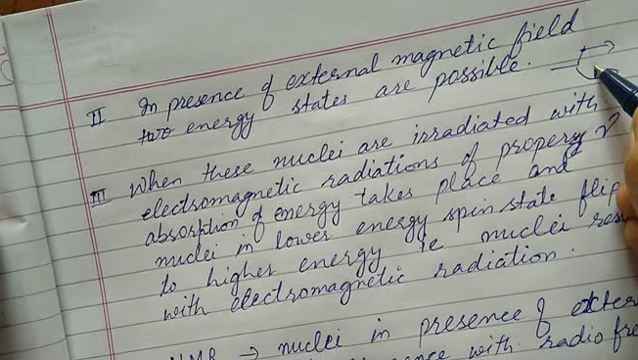 II In presence of external magnetic field
two energy states are possible.
III When these nuclei are irradiated with
electromagnetic radiations of propery ν
absorption of energy takes place and
nuclei in lower energy spin state flip
to higher energy ie nuclei
with electromagnetic radiation.
NMR → nuclei in presence of
with radio